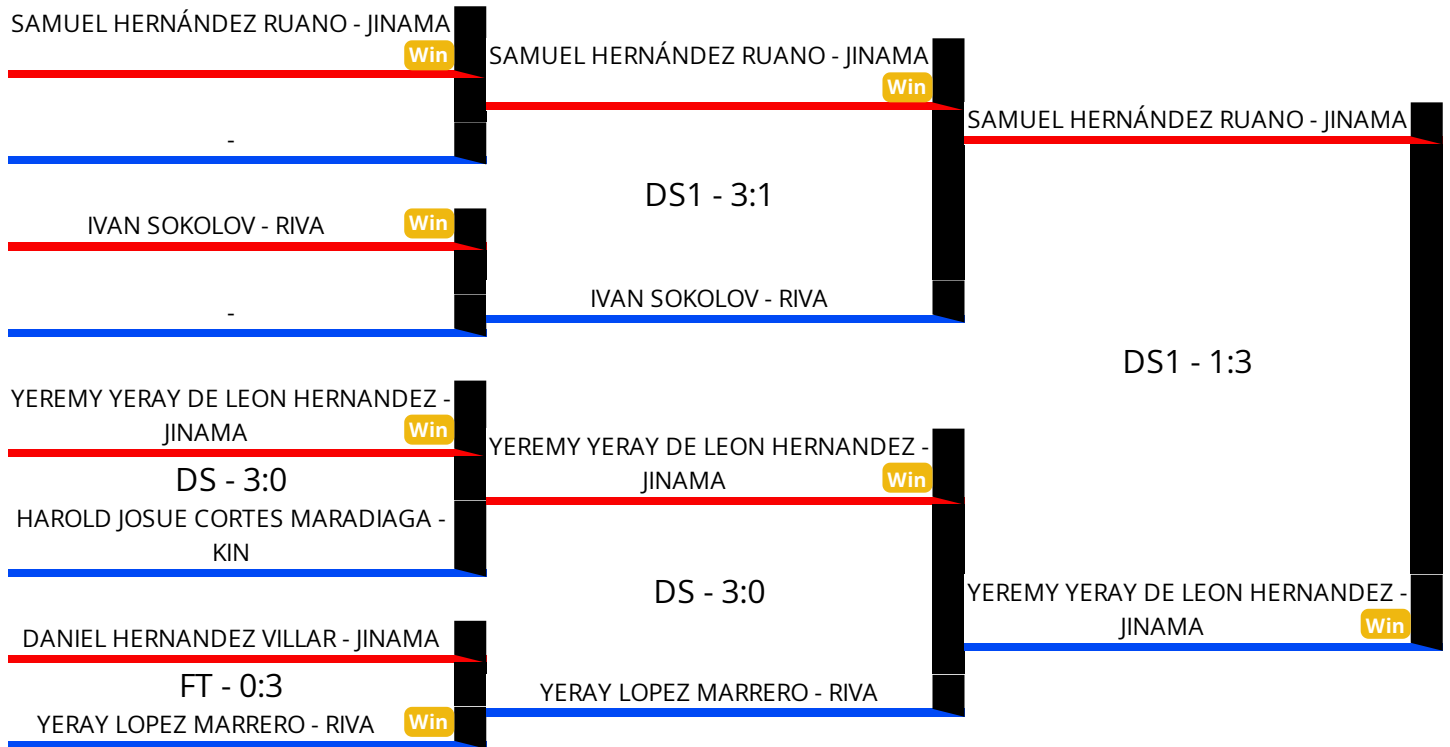 SAMUEL HERNÁNDEZ RUANO - JINAMA
Win
-
IVAN SOKOLOV - RIVA
Win
-
YEREMY YERAY DE LEON HERNANDEZ -
JINAMA
Win
DS - 3:0
HAROLD JOSUE CORTES MARADIAGA -
KIN
DANIEL HERNANDEZ VILLAR - JINAMA
FT - 0:3
YERAY LOPEZ MARRERO - RIVA
Win
SAMUEL HERNÁNDEZ RUANO - JINAMA
Win
DS1 - 3:1
IVAN SOKOLOV - RIVA
YEREMY YERAY DE LEON HERNANDEZ -
JINAMA
Win
DS - 3:0
YERAY LOPEZ MARRERO - RIVA
SAMUEL HERNÁNDEZ RUANO - JINAMA
DS1 - 1:3
YEREMY YERAY DE LEON HERNANDEZ -
JINAMA
Win